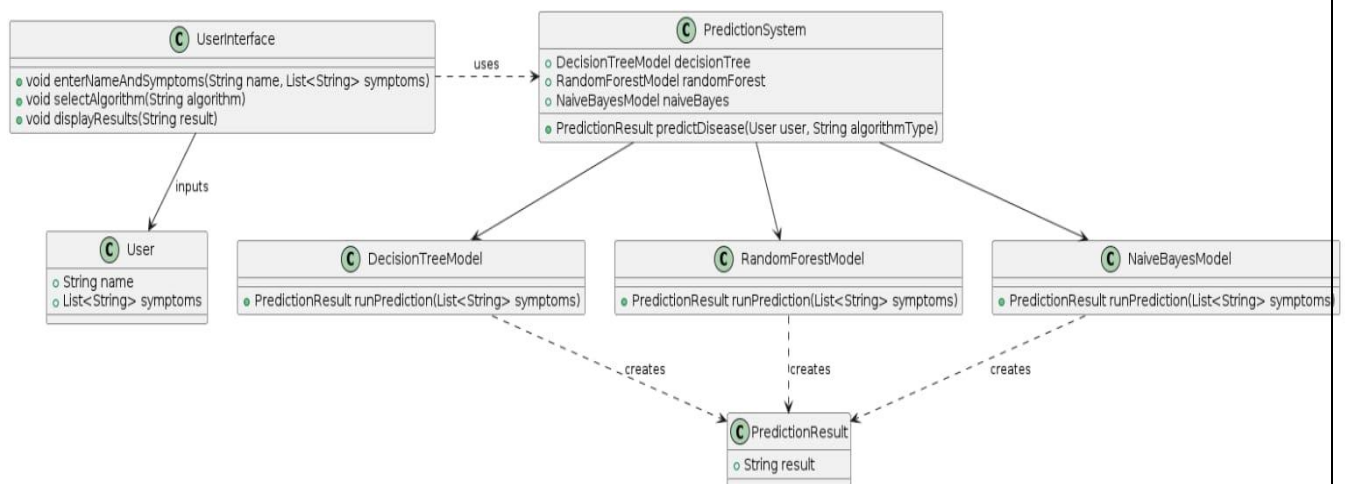 C UserInterface
void enterNameAndSymptoms(String name, List<String> symptoms)
void selectAlgorithm(String algorithm)
void displayResults(String result)
uses
C PredictionSystem
DecisionTreeModel decisionTree
RandomForestModel randomForest
NaiveBayesModel naiveBayes
PredictionResult predictDisease(User user, String algorithmType)
inputs
C User
String name
List<String> symptoms
C DecisionTreeModel
PredictionResult runPrediction(List<String> symptoms)
C RandomForestModel
PredictionResult runPrediction(List<String> symptoms)
C NaiveBayesModel
PredictionResult runPrediction(List<String> symptoms)
creates
creates
creates
C PredictionResult
String result